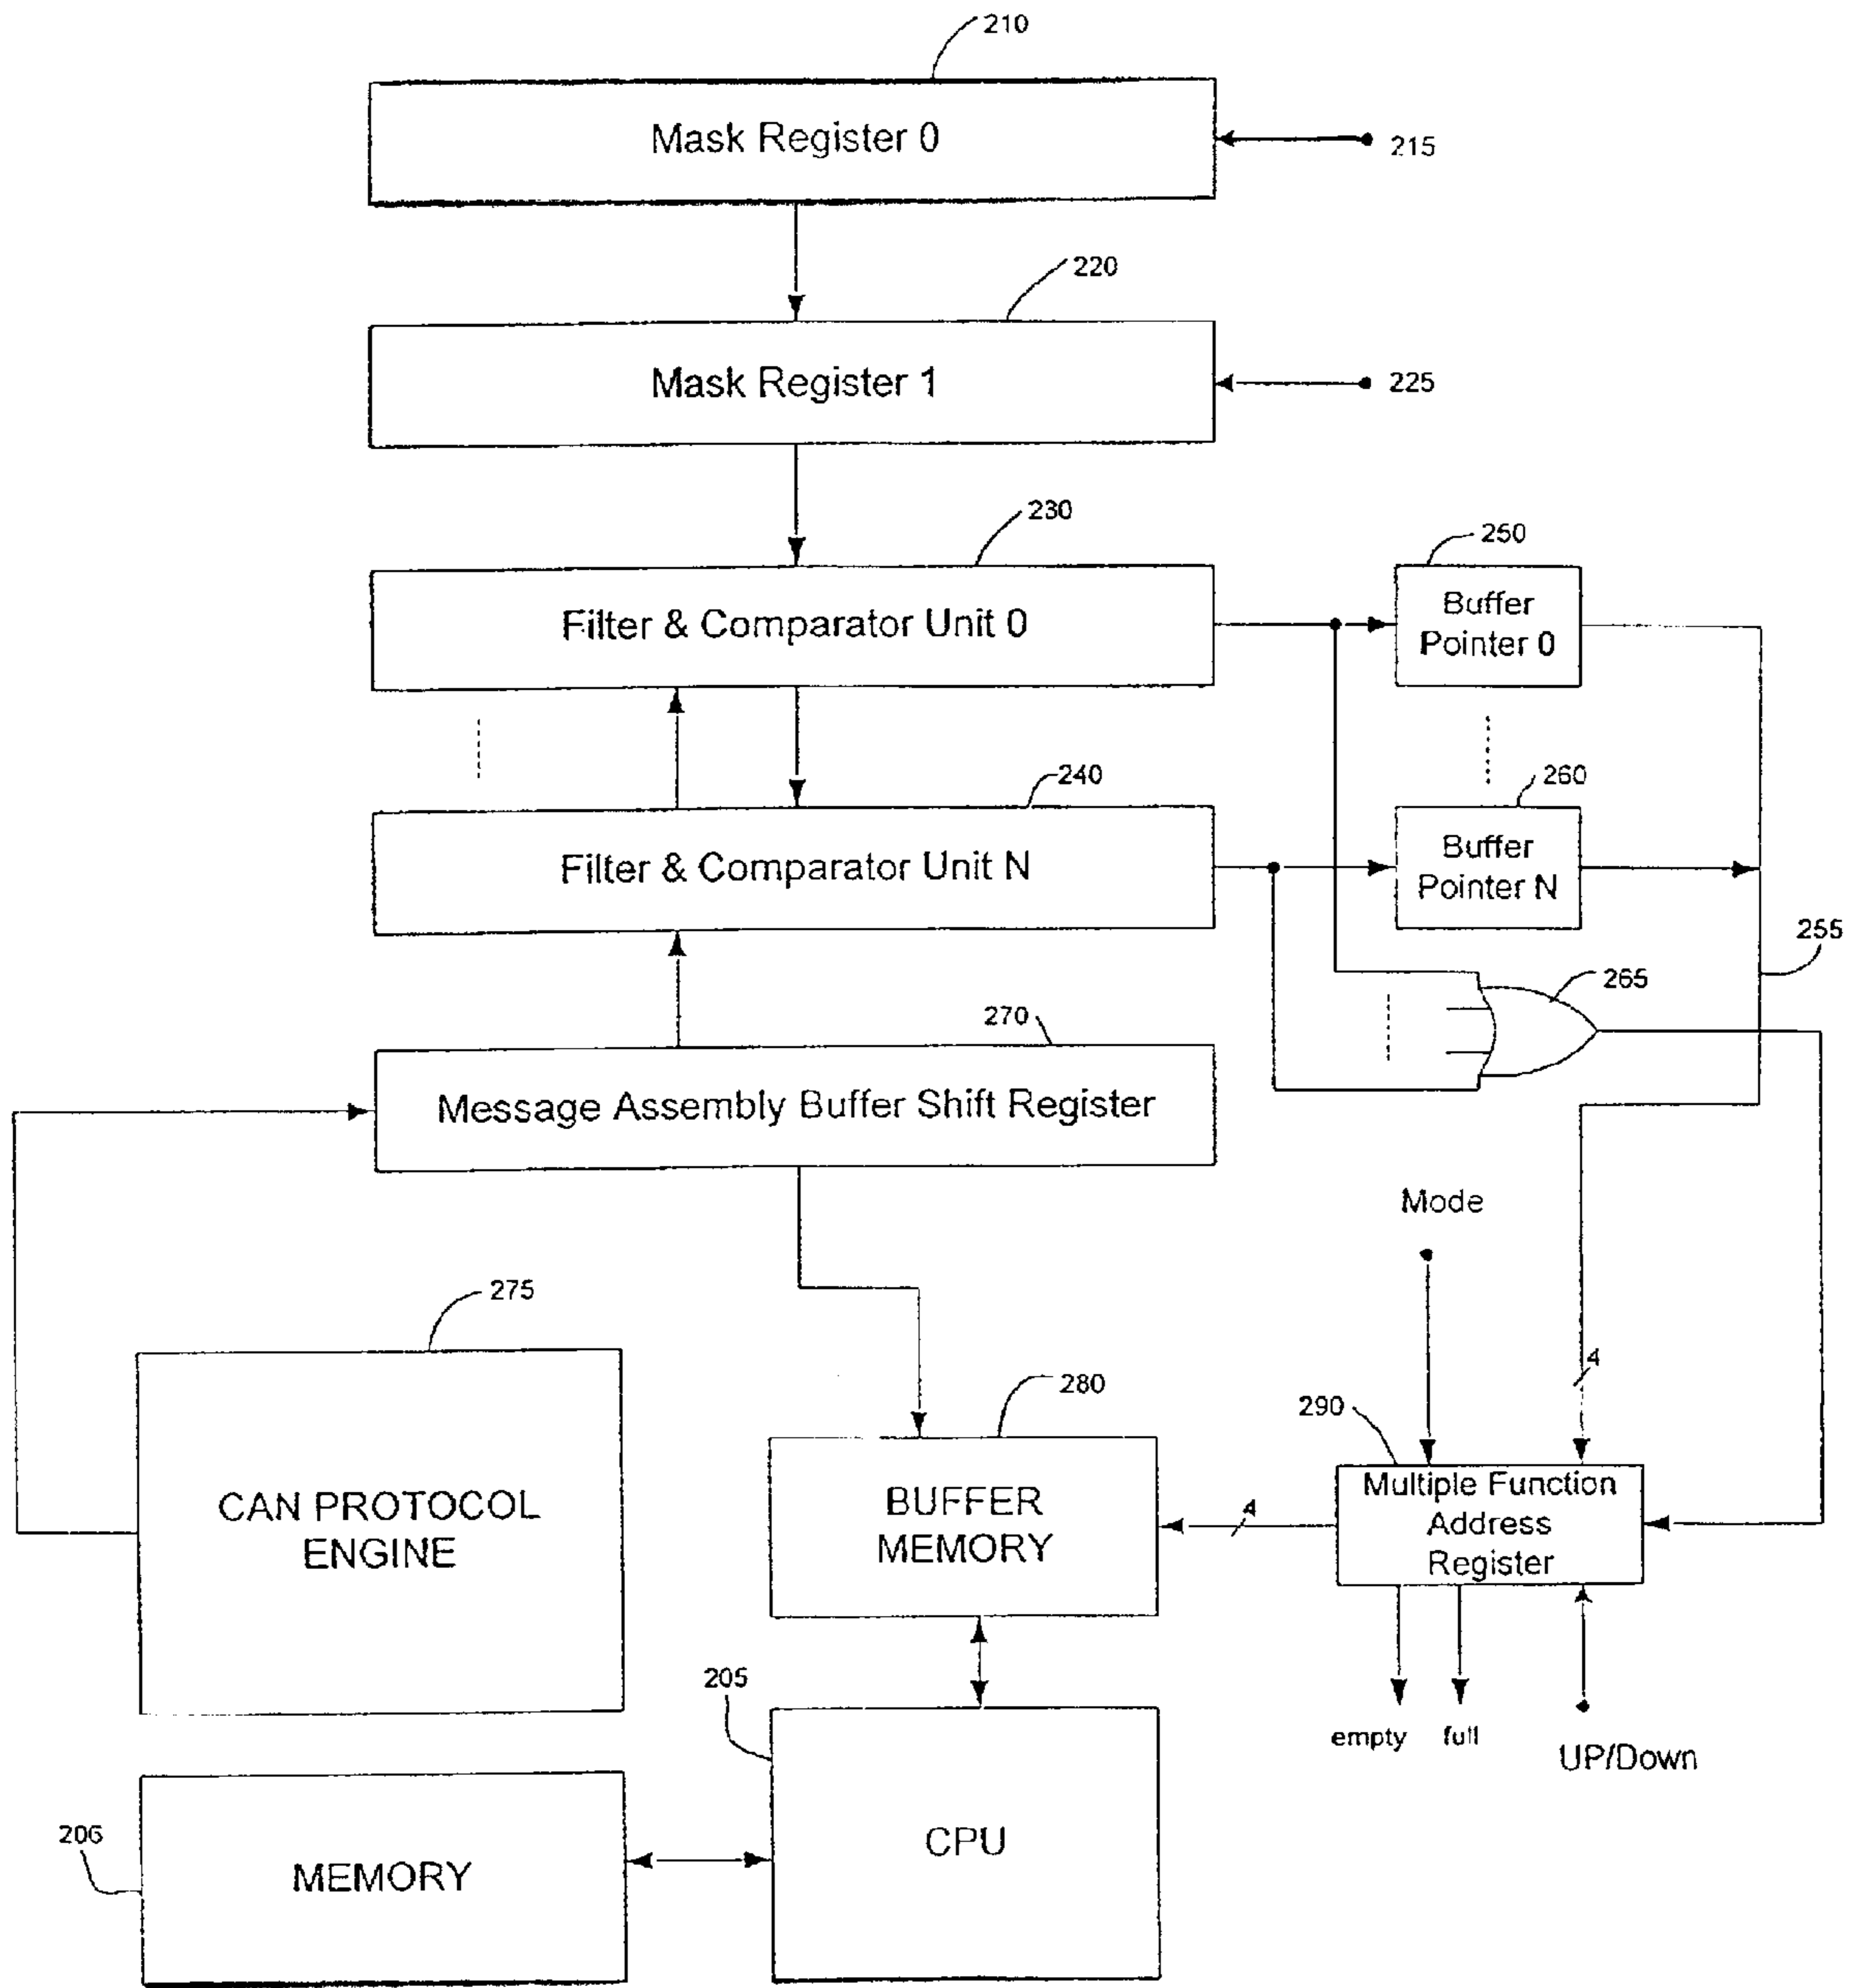 210
Mask Register 0
215
220
Mask Register 1
225
230
Filter & Comparator Unit 0
250
Buffer
Pointer 0
240
Filter & Comparator Unit N
260
Buffer
Pointer N
255
265
270
Message Assembly Buffer Shift Register
Mode
275
CAN PROTOCOL
ENGINE
280
BUFFER
MEMORY
4
4
290
Multiple Function
Address
Register
empty
full
UP/Down
205
CPU
206
MEMORY